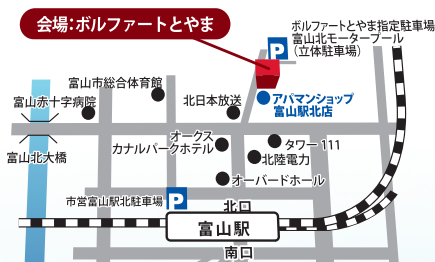 会場：ボルファートとやま
P
ボルファートとやま指定駐車場
富山北モータープール
（立体駐車場）
富山市総合体育館
アパマンショップ
富山駅北店
富山赤十字病院
北日本放送
オークス
カナルパークホテル
タワー 111
富山北大橋
北陸電力
オーバードホール
市営富山駅北駐車場
P
北口
富山駅
南口